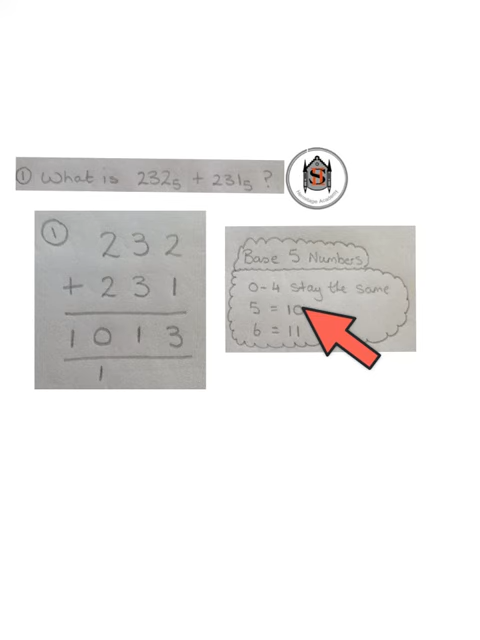 ① What is 232₅ + 231₅ ?
①
232
+ 231
1013
1
Base 5 Numbers
0-4 stay the same
5 = 10
6 = 11